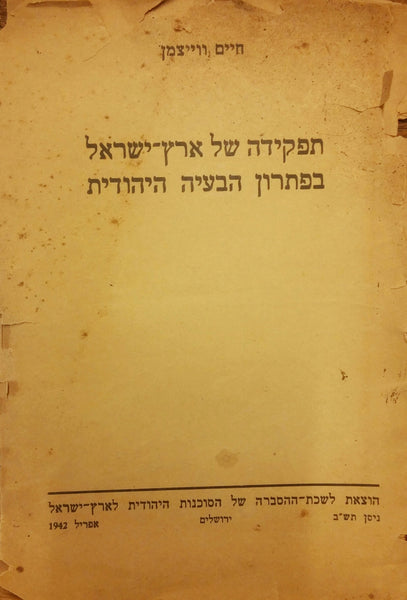 חיים ווייצמן
תפקידה של ארץ־ישראל
בפתרון הבעיה היהודית
הוצאת לשכת־ההסברה של הסוכנות היהודית לארץ־ישראל
ניסן תש"ב ירושלים אפריל 1942